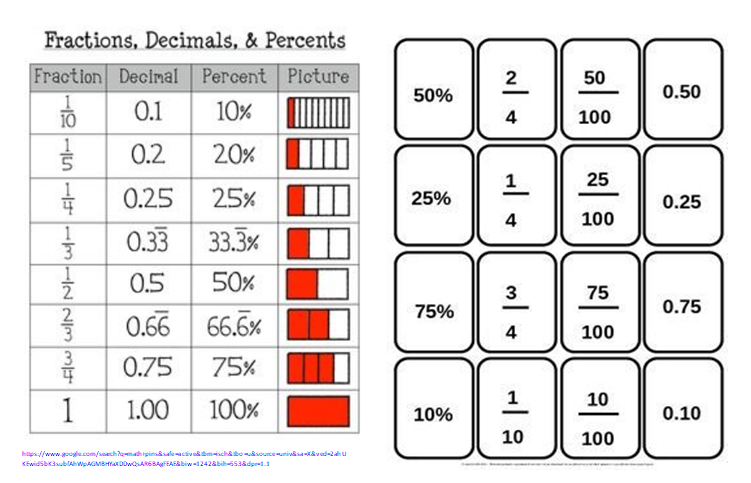 Fractions, Decimals, & Percents
Fraction Decimal Percent Picture
1/10 0.1 10%
1/5 0.2 20%
1/4 0.25 25%
1/3 0.33̅ 33.3̅%
1/2 0.5 50%
2/3 0.66̅ 66.6̅%
3/4 0.75 75%
1 1.00 100%
50% 2/4 50/100 0.50
25% 1/4 25/100 0.25
75% 3/4 75/100 0.75
10% 1/10 10/100 0.10